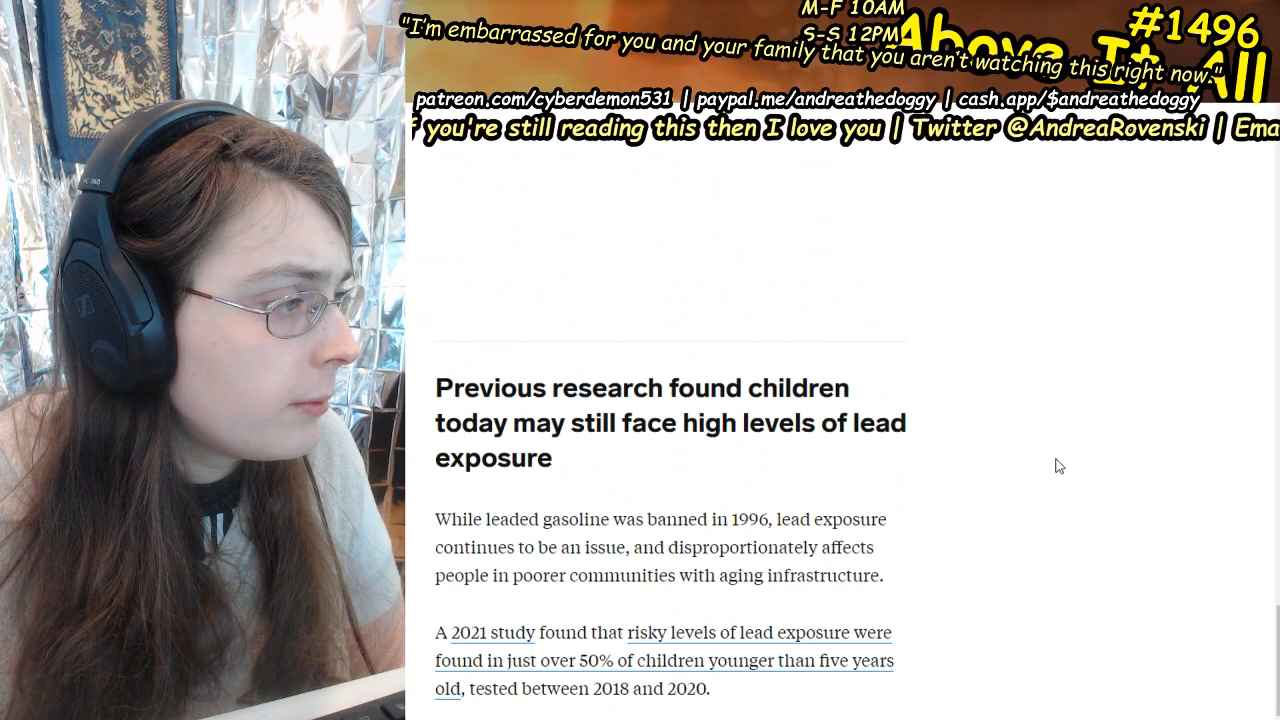 M-F 10AM
S-S 12PM
Above It All
#1496
"I'm embarrassed for you and your family that you aren't watching this right now."
patreon.com/cyberdemon531 | paypal.me/andreathedoggy | cash.app/$andreathedoggy
f you're still reading this then I love you | Twitter @AndreaRovenski | Ema
Previous research found children
today may still face high levels of lead
exposure
While leaded gasoline was banned in 1996, lead exposure
continues to be an issue, and disproportionately affects
people in poorer communities with aging infrastructure.
A 2021 study found that risky levels of lead exposure were
found in just over 50% of children younger than five years
old, tested between 2018 and 2020.